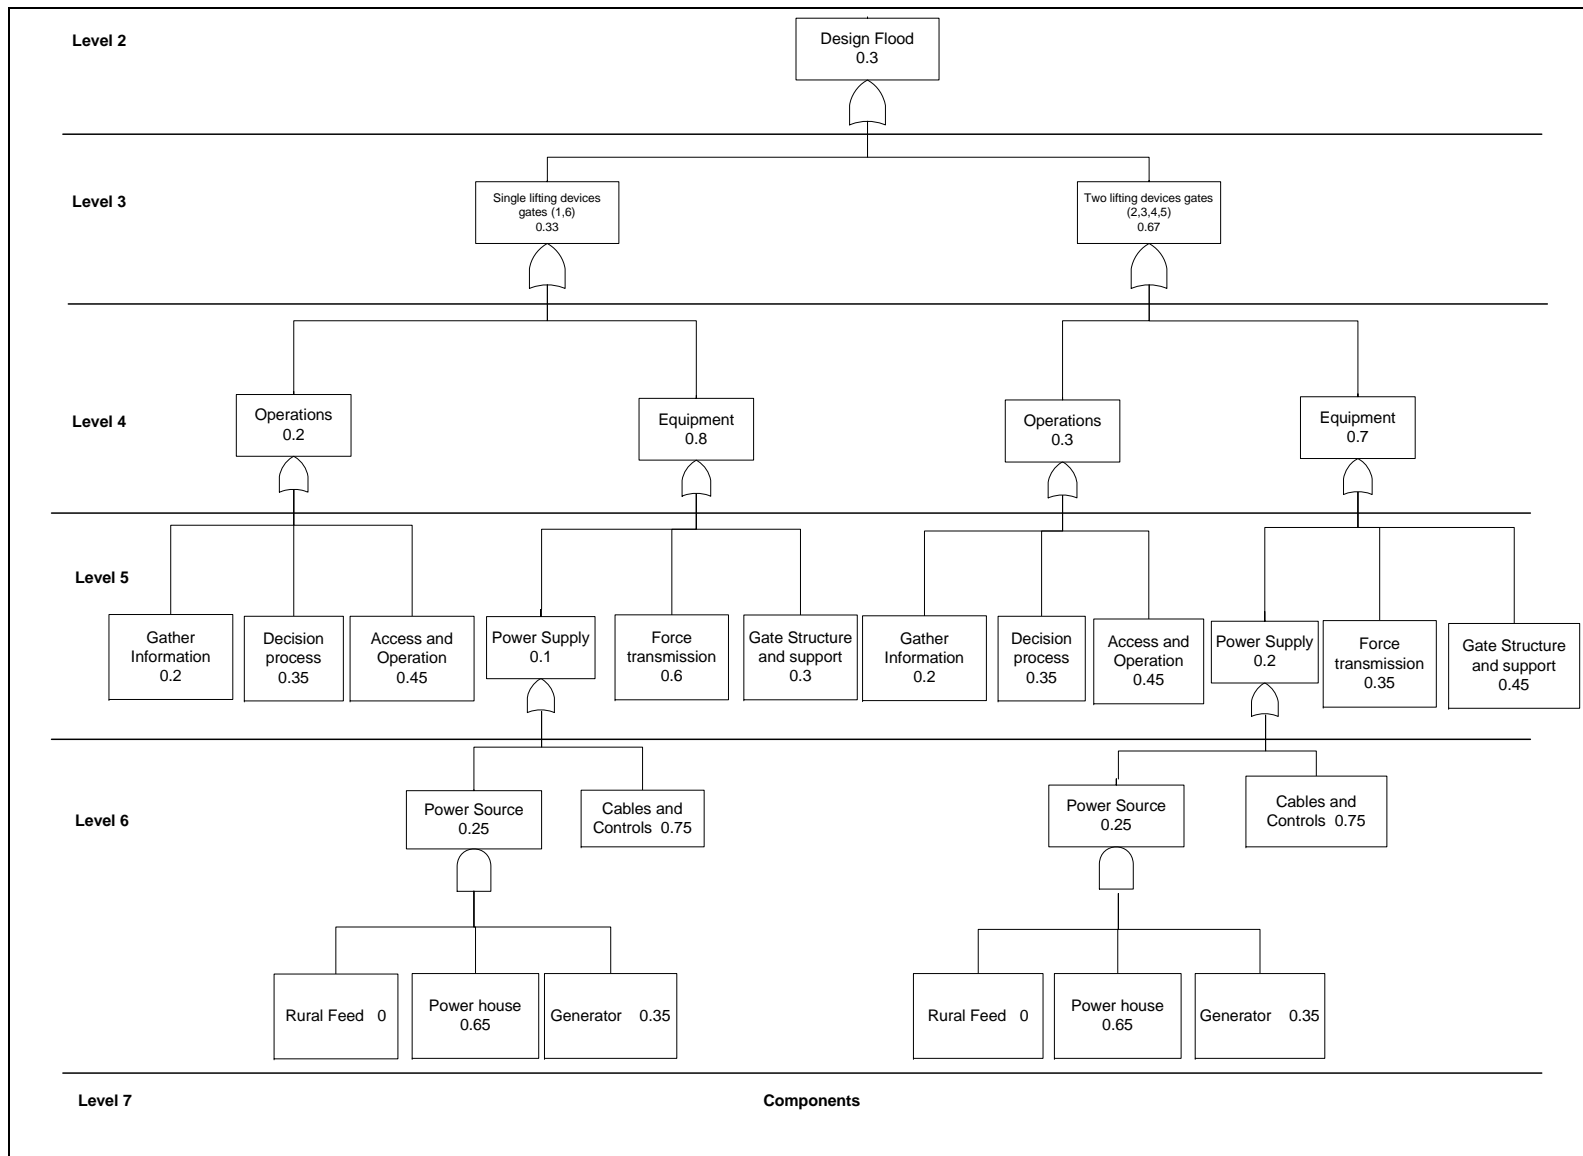 Level 2
Design Flood
0.3
Level 3
Single lifting devices
gates (1,6)
0.33
Two lifting devices gates
(2,3,4,5)
0.67
Level 4
Operations
0.2
Equipment
0.8
Operations
0.3
Equipment
0.7
Level 5
Gather
Information
0.2
Decision
process
0.35
Access and
Operation
0.45
Power Supply
0.1
Force
transmission
0.6
Gate Structure
and support
0.3
Gather
Information
0.2
Decision
process
0.35
Access and
Operation
0.45
Power Supply
0.2
Force
transmission
0.35
Gate Structure
and support
0.45
Level 6
Power Source
0.25
Cables and
Controls 0.75
Power Source
0.25
Cables and
Controls 0.75
Rural Feed 0
Power house
0.65
Generator 0.35
Rural Feed 0
Power house
0.65
Generator 0.35
Level 7
Components